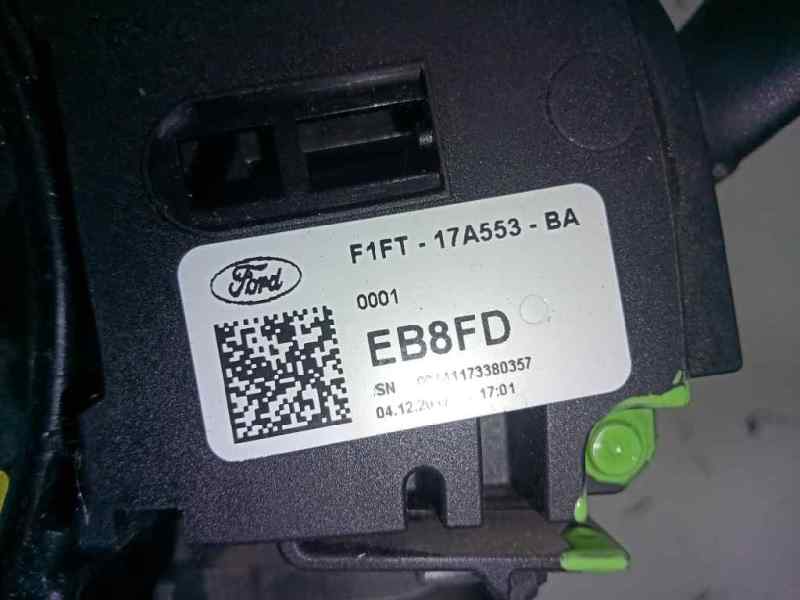 Ford
F1FT - 17A553 - BA
0001
EB8FD
SN
17:01